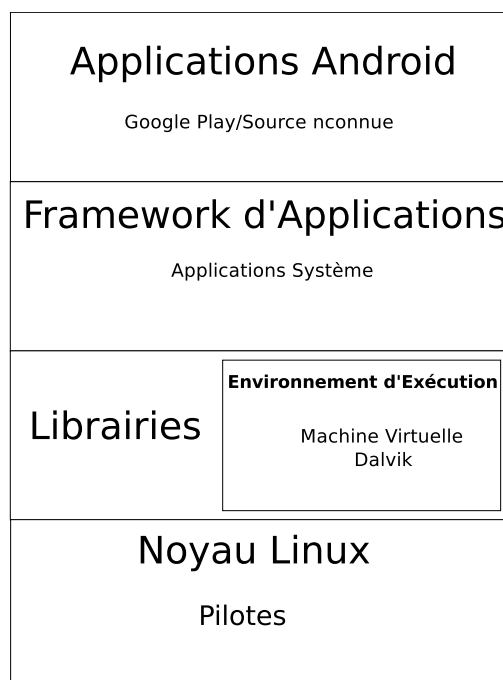 Applications Android
Google Play/Source nconnue
Framework d'Applications
Applications Système
Librairies
Environnement d'Exécution
Machine Virtuelle
Dalvik
Noyau Linux
Pilotes